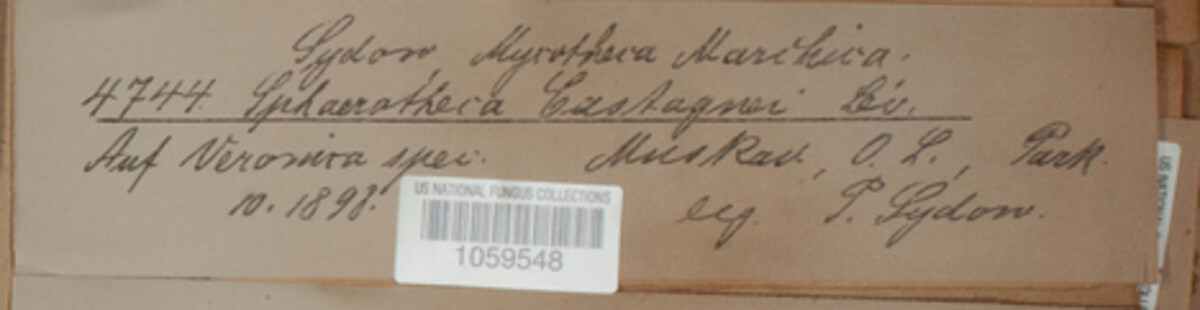 Sydow, Mycotheca Marchica.
4744. Sphaerotheca Castagnei Lév.
Auf Veronica spec. Muskau, O. L., Park.
10. 1898. leg. P. Sydow.
US NATIONAL FUNGUS COLLECTIONS
1059548